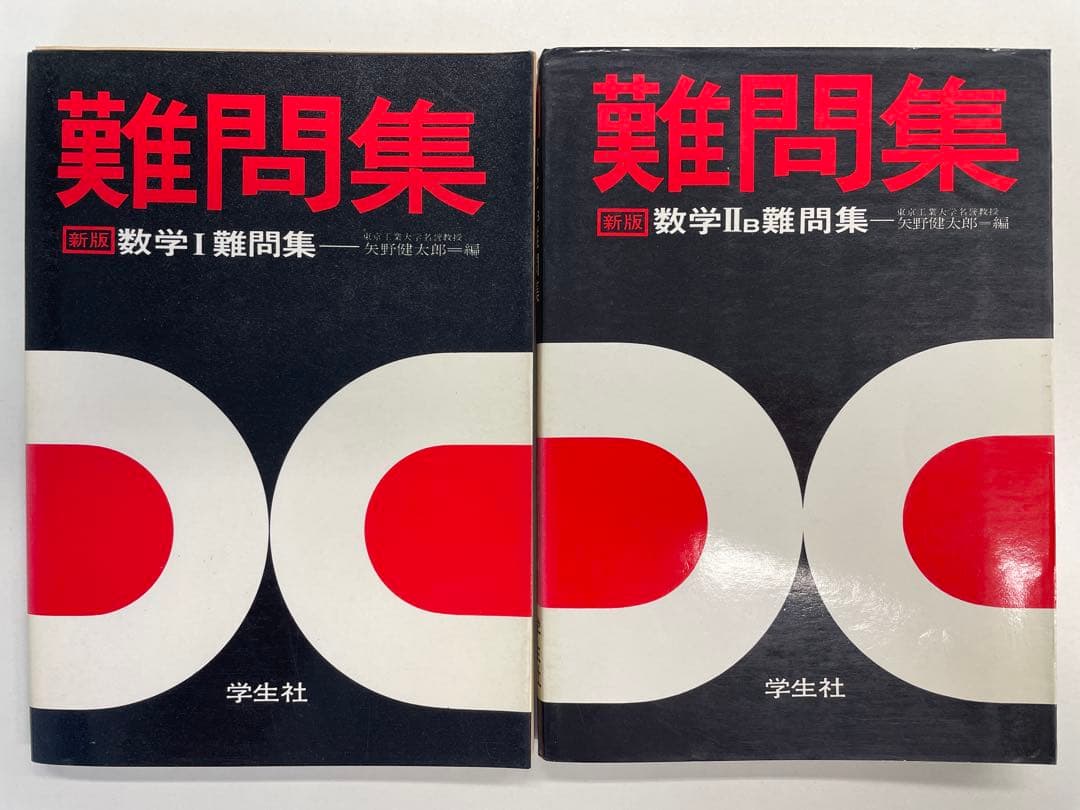 難問集
新版 数学Ⅰ難問集― 東京工業大学名誉教授
矢野健太郎=編
学生社
難問集
新版 数学ⅡB難問集― 東京工業大学名誉教授
矢野健太郎=編
学生社